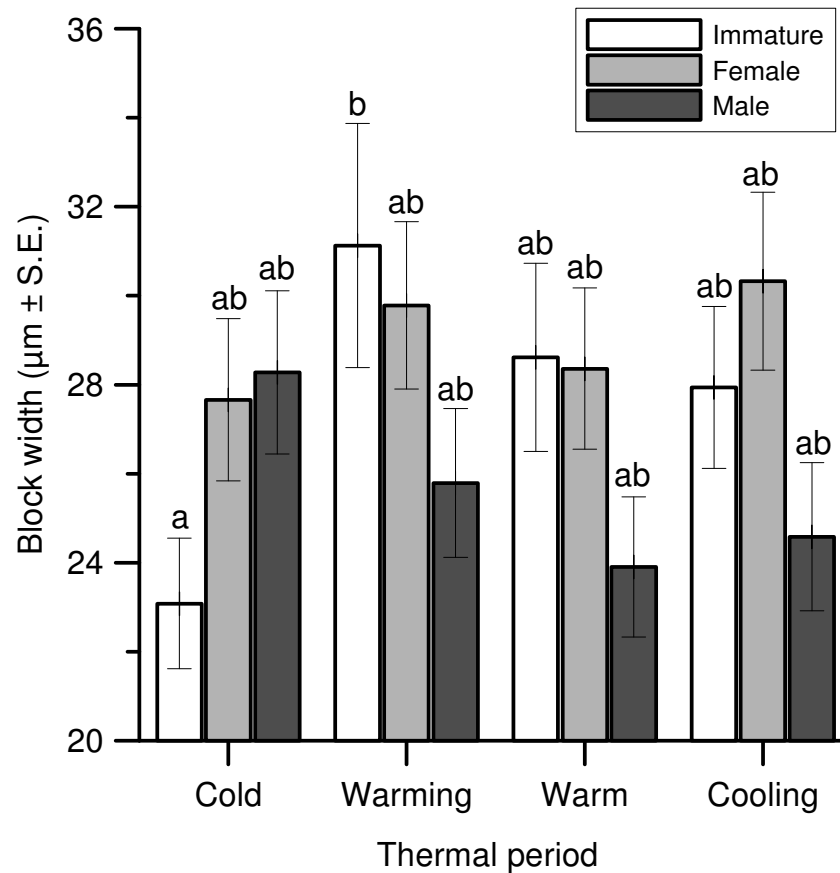 36
32
28
24
20
Block width (µm ± S.E.)
Immature
Female
Male
a
ab
ab
b
ab
ab
ab
ab
ab
ab
ab
ab
Cold
Warming
Warm
Cooling
Thermal period